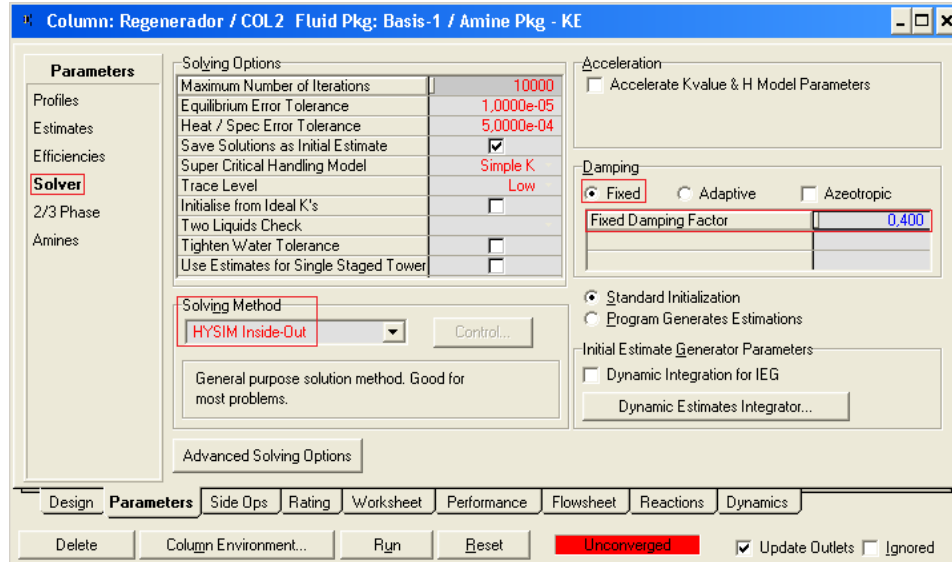 Column: Regenerador / COL2 Fluid Pkg: Basis-1 / Amine Pkg - KE
Parameters
Profiles
Estimates
Efficiencies
Solver
2/3 Phase
Amines
Solving Options
Maximum Number of Iterations 10000
Equilibrium Error Tolerance 1,0000e-05
Heat / Spec Error Tolerance 5,0000e-04
Save Solutions as Initial Estimate
Super Critical Handling Model Simple K
Trace Level Low
Initialise from Ideal K's
Two Liquids Check
Tighten Water Tolerance
Use Estimates for Single Staged Tower
Solving Method
HYSIM Inside-Out
Control...
General purpose solution method. Good for
most problems.
Advanced Solving Options
Acceleration
Accelerate Kvalue & H Model Parameters
Damping
Fixed Adaptive Azeotropic
Fixed Damping Factor 0,400
Standard Initialization
Program Generates Estimations
Initial Estimate Generator Parameters
Dynamic Integration for IEG
Dynamic Estimates Integrator...
Design Parameters Side Ops Rating Worksheet Performance Flowsheet Reactions Dynamics
Delete Column Environment... Run Reset Unconverged Update Outlets Ignored